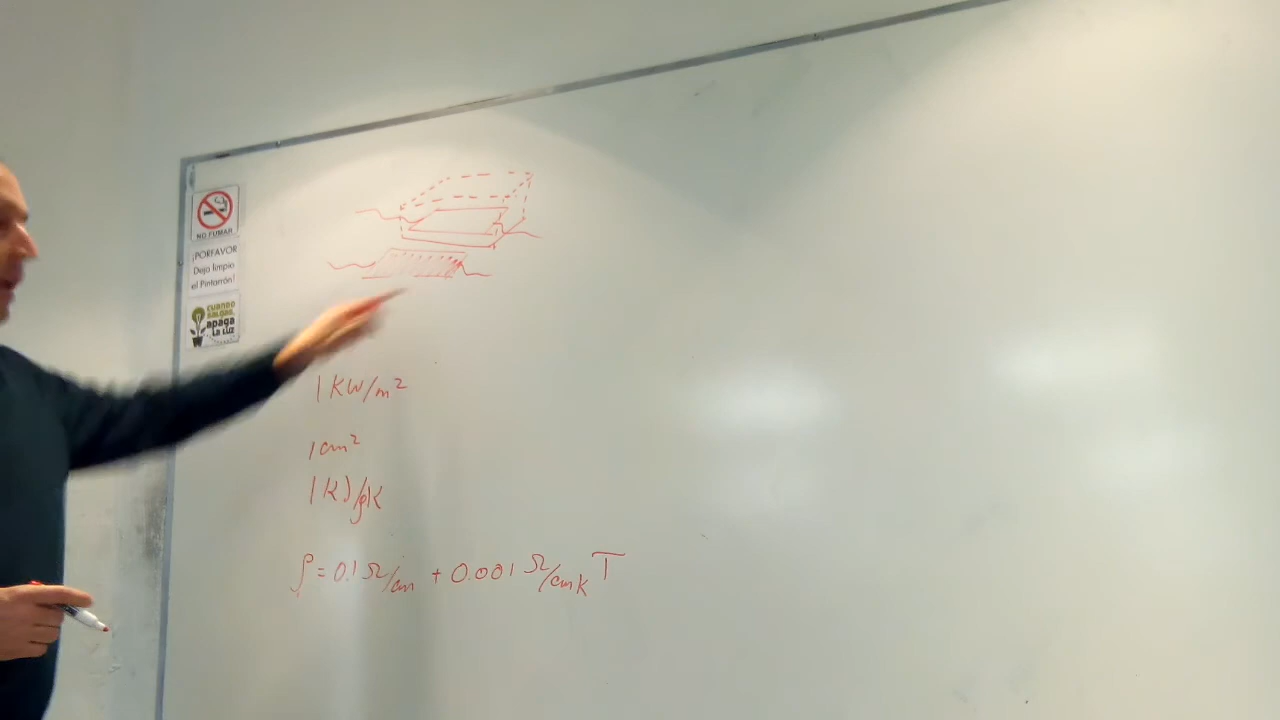 NO FUMAR
¡PORFAVOR
Deja limpio
el Pintarrón!
CUANDO
SALGAS,
apaga
LA LUZ
1 KW/m²
1 cm²
1 KJ/gK
ρ = 0.1 Ω/cm + 0.001 Ω/cmK T